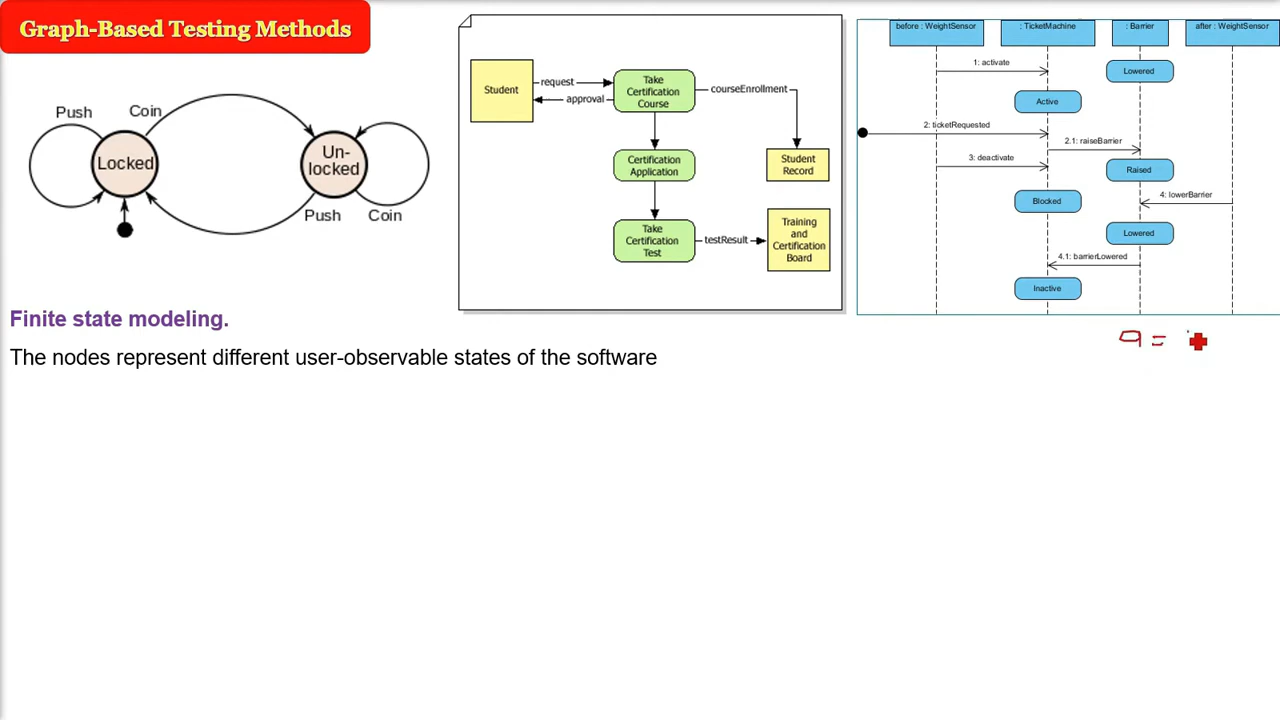 Graph-Based Testing Methods
Push
Coin
Locked
Un-
locked
Push
Coin
Student
request
approval
Take
Certification
Course
courseEnrollment
Certification
Application
Student
Record
Take
Certification
Test
testResult
Training
and
Certification
Board
before : WeightSensor
: TicketMachine
: Barrier
after : WeightSensor
1: activate
Lowered
Active
2: ticketRequested
2.1: raiseBarrier
3: deactivate
Raised
4: lowerBarrier
Blocked
Lowered
4.1: barrierLowered
Inactive
Finite state modeling.
The nodes represent different user-observable states of the software